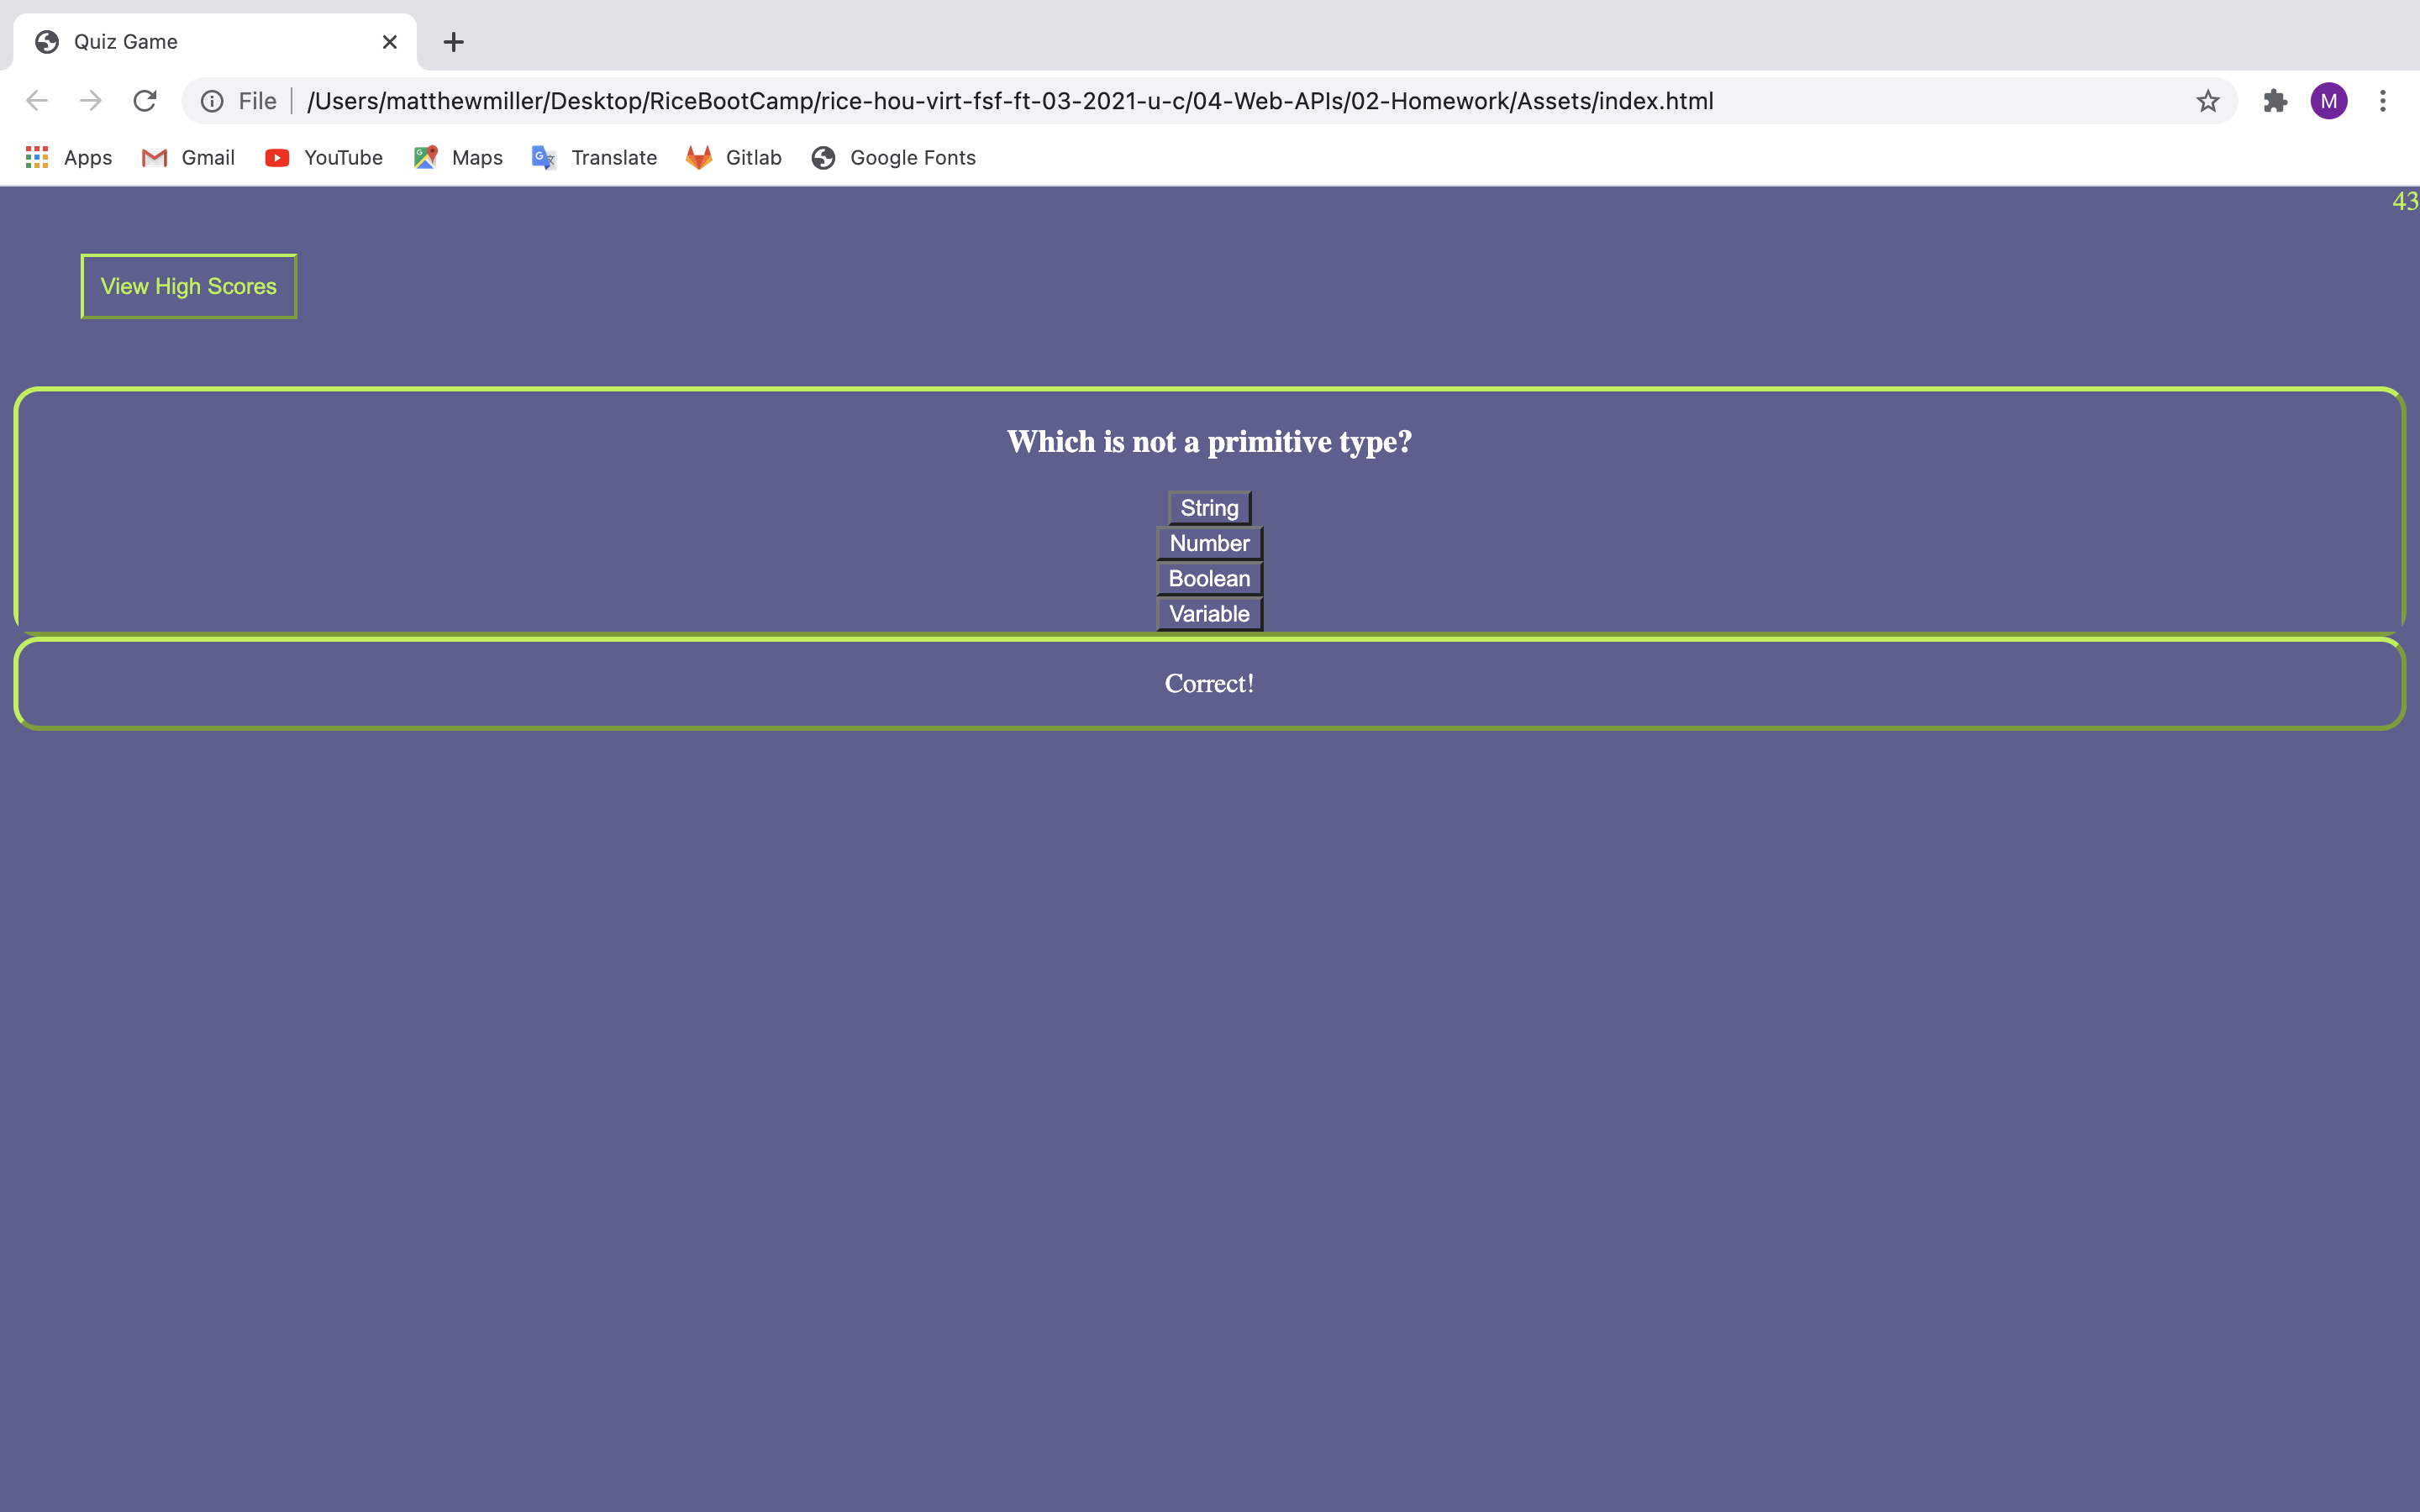 Quiz Game
File /Users/matthewmiller/Desktop/RiceBootCamp/rice-hou-virt-fsf-ft-03-2021-u-c/04-Web-APIs/02-Homework/Assets/index.html M
Apps Gmail YouTube Maps Translate Gitlab Google Fonts
43
View High Scores
Which is not a primitive type?
String
Number
Boolean
Variable
Correct!